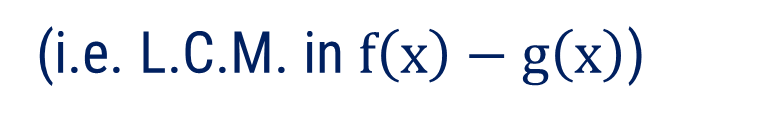 (i.e. L.C.M. in f(x) − g(x))